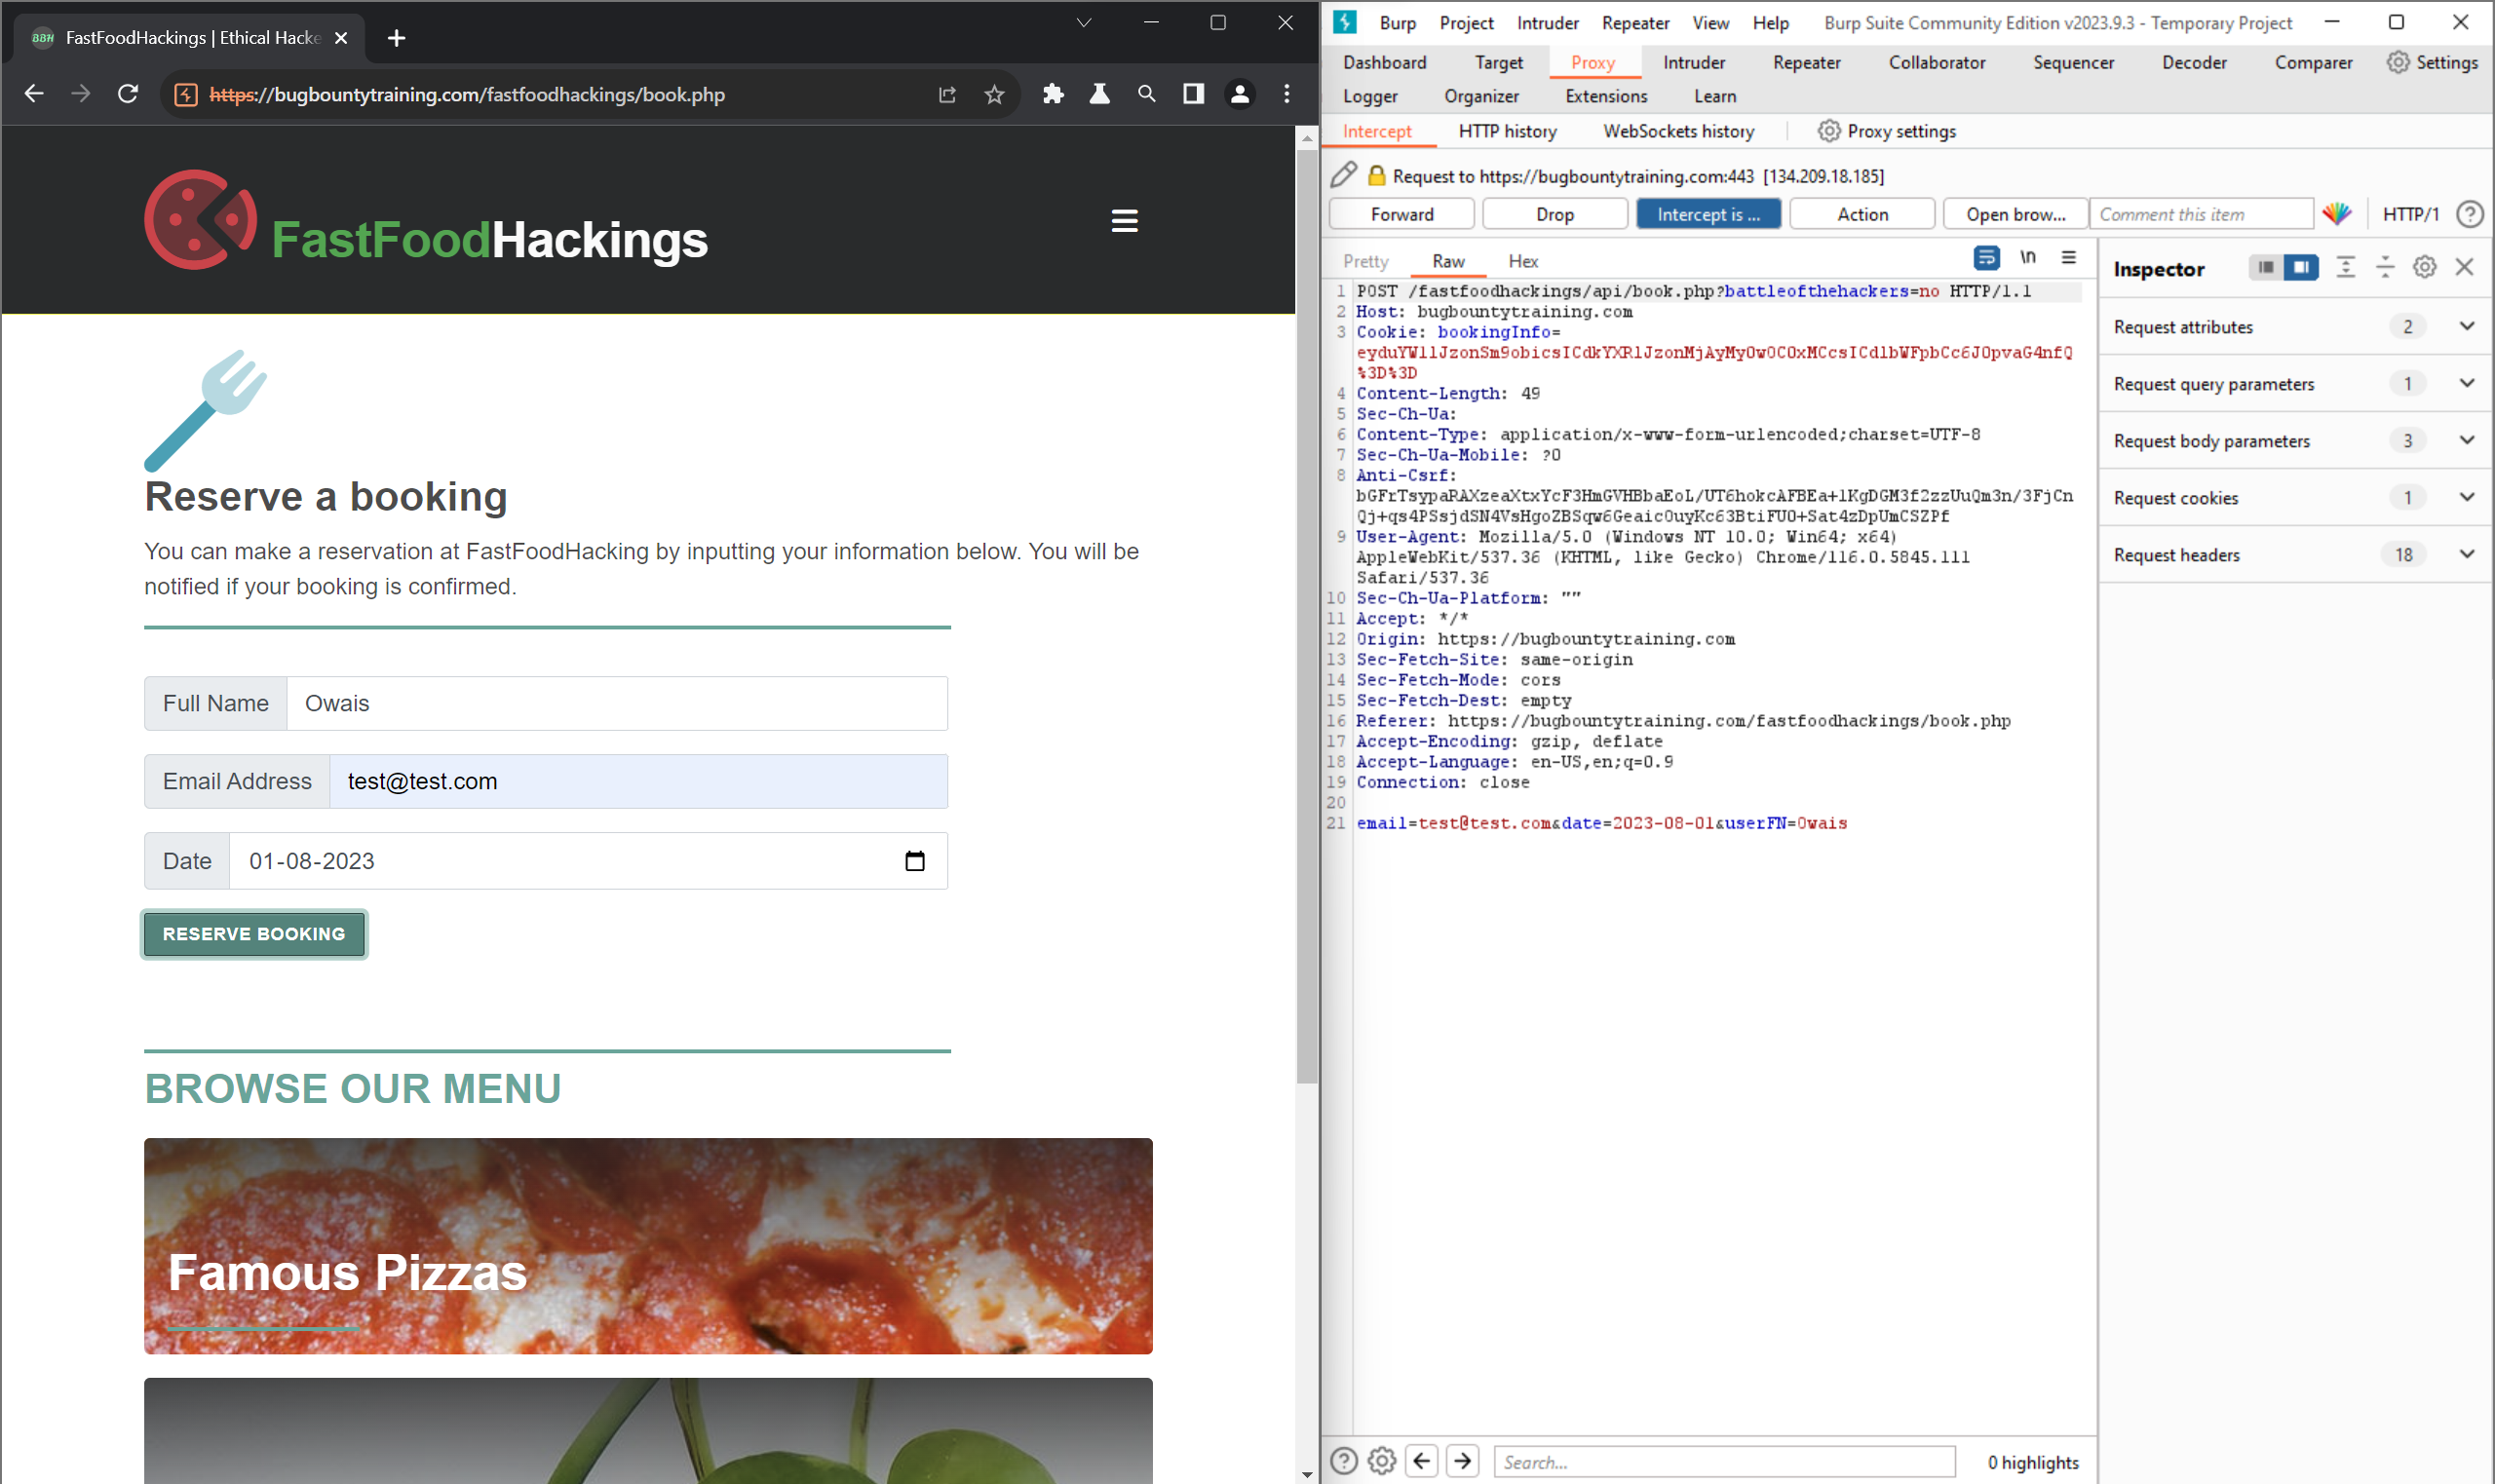 FastFoodHackings | Ethical Hacke
https://bugbountytraining.com/fastfoodhackings/book.php
FastFoodHackings
Reserve a booking
You can make a reservation at FastFoodHacking by inputting your information below. You will be
notified if your booking is confirmed.
Full Name Owais
Email Address test@test.com
Date 01-08-2023
RESERVE BOOKING
BROWSE OUR MENU
Famous Pizzas
Burp Project Intruder Repeater View Help Burp Suite Community Edition v2023.9.3 - Temporary Project
Dashboard Target Proxy Intruder Repeater Collaborator Sequencer Decoder Comparer Settings
Logger Organizer Extensions Learn
Intercept HTTP history WebSockets history Proxy settings
Request to https://bugbountytraining.com:443 [134.209.18.185]
Forward Drop Intercept is ... Action Open brow... Comment this item HTTP/1 ?
Pretty Raw Hex \n
1 POST /fastfoodhackings/api/book.php?battleofthehackers=no HTTP/1.1
2 Host: bugbountytraining.com
3 Cookie: bookingInfo=
%3D%3D
4 Content-Length: 49
5 Sec-Ch-Ua:
6 Content-Type: application/x-www-form-urlencoded;charset=UTF-8
7 Sec-Ch-Ua-Mobile: ?0
8 Anti-Csrf:
9 User-Agent: Mozilla/5.0 (Windows NT 10.0; Win64; x64)
AppleWebKit/537.36 (KHTML, like Gecko) Chrome/116.0.5845.111
Safari/537.36
10 Sec-Ch-Ua-Platform: ""
11 Accept: */*
12 Origin: https://bugbountytraining.com
13 Sec-Fetch-Site: same-origin
14 Sec-Fetch-Mode: cors
15 Sec-Fetch-Dest: empty
16 Referer: https://bugbountytraining.com/fastfoodhackings/book.php
17 Accept-Encoding: gzip, deflate
18 Accept-Language: en-US,en;q=0.9
19 Connection: close
20
21 email=test@test.com&date=2023-08-01&userFN=Owais
Inspector
Request attributes 2
Request query parameters 1
Request body parameters 3
Request cookies 1
Request headers 18
? Search... 0 highlights